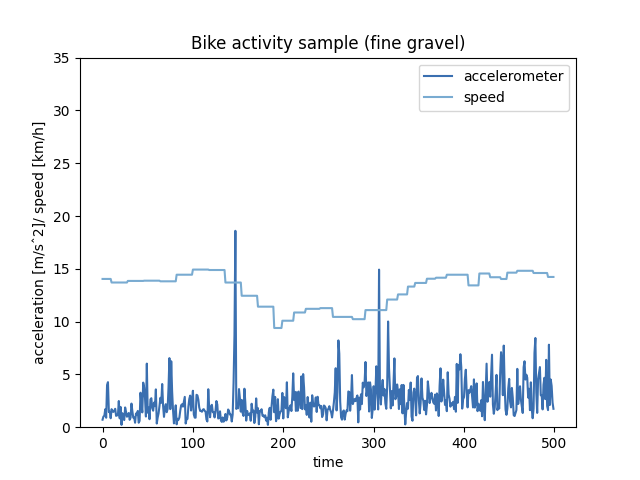 Bike activity sample (fine gravel)
accelerometer
speed
acceleration [m/sˆ2]/ speed [km/h]
35
30
25
20
15
10
5
0
0 100 200 300 400 500
time